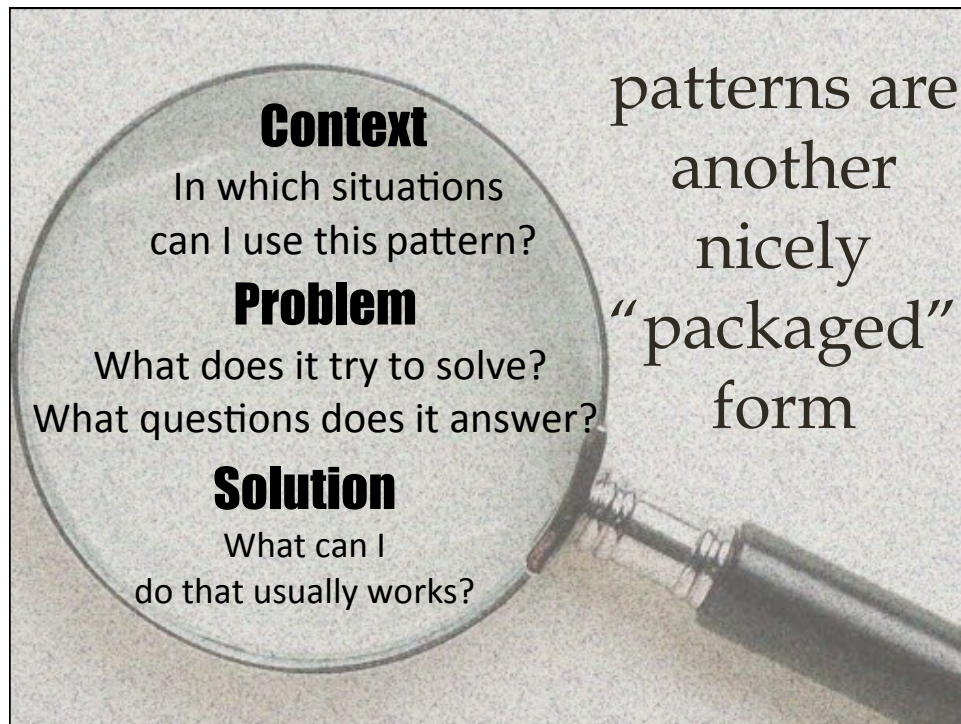 Context
In which situations
can I use this pattern?
Problem
What does it try to solve?
What questions does it answer?
Solution
What can I
do that usually works?
patterns are
another
nicely
“packaged”
form